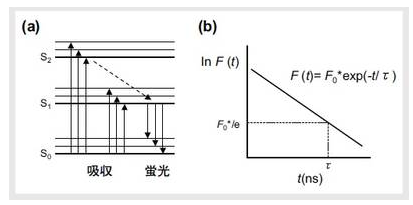 (a)
S₂
S₁
S₀
吸収
蛍光
(b)
ln F (t)
F (t)= F₀*exp(-t/ τ )
F₀*/e
τ
t(ns)